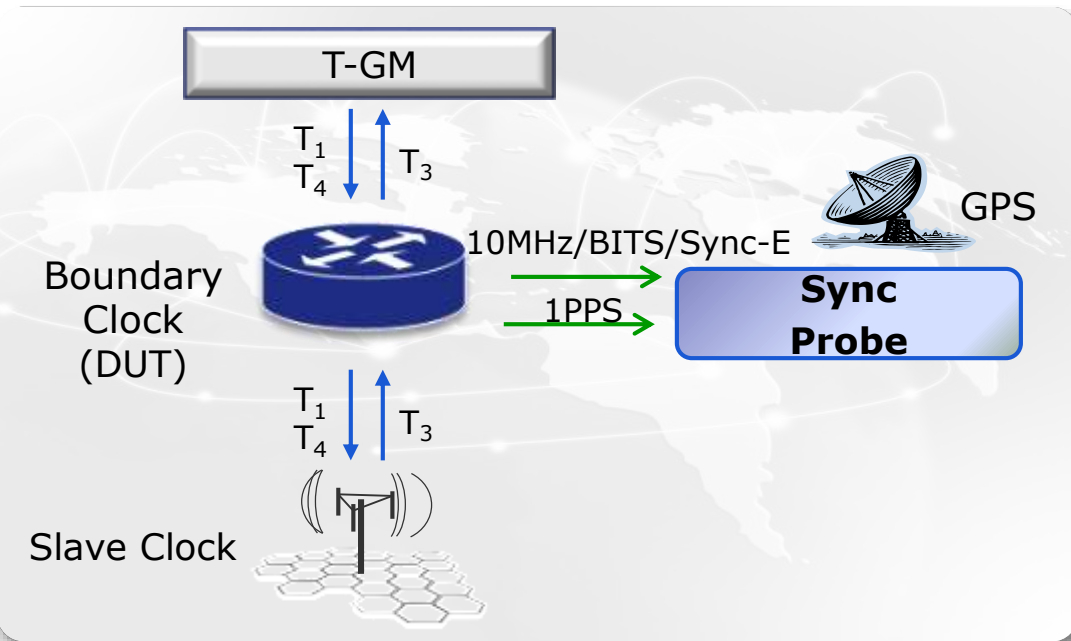 T-GM
T₁
T₄
T₃
GPS
10MHz/BITS/Sync-E
Boundary
Clock
(DUT)
1PPS
Sync
Probe
T₁
T₄
T₃
Slave Clock